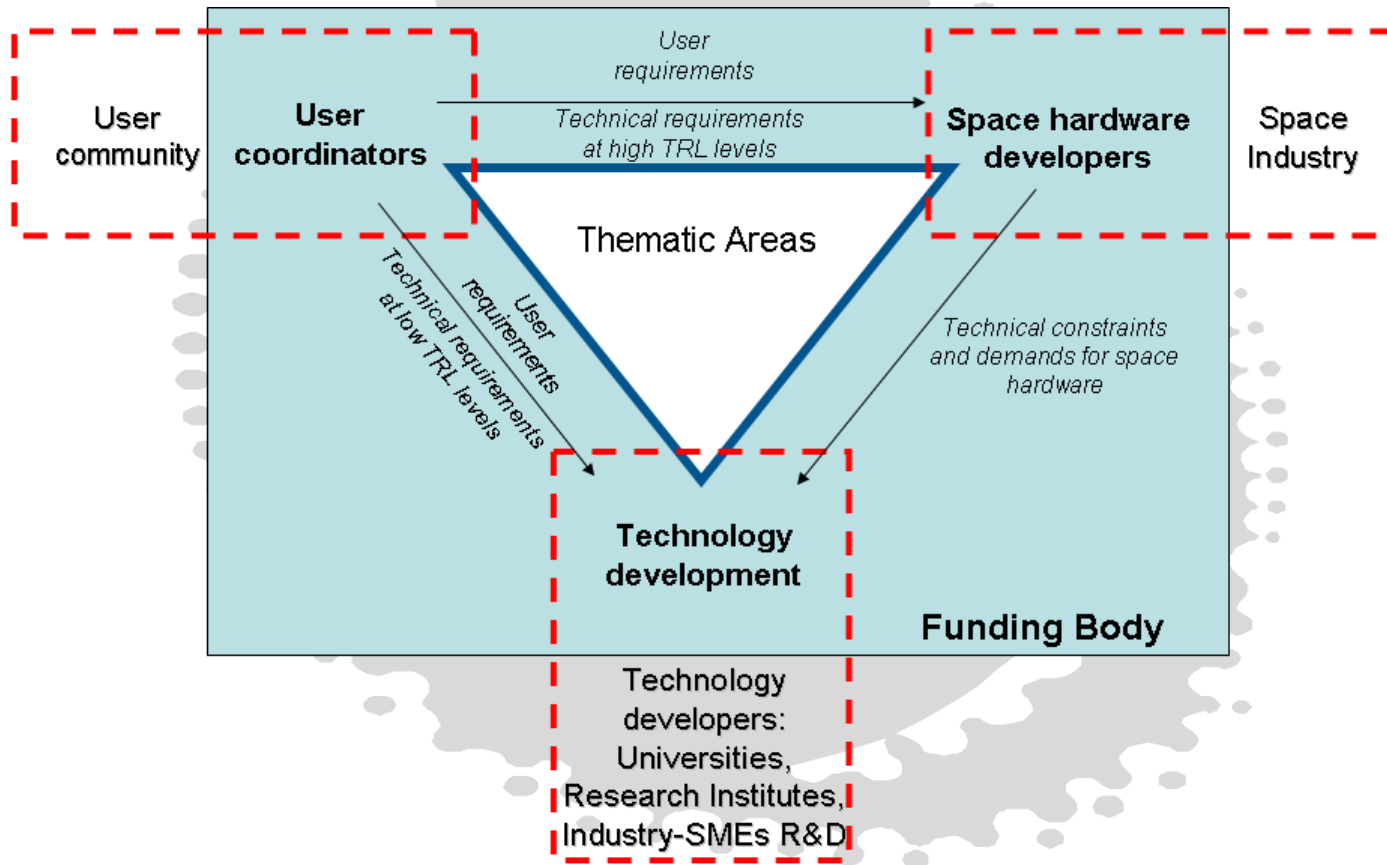 User
requirements
Technical requirements
at high TRL levels
User
community
User
coordinators
Space hardware
developers
Space
Industry
Thematic Areas
User
requirements
Technical requirements
at low TRL levels
Technical constraints
and demands for space
hardware
Technology
development
Funding Body
Technology
developers:
Universities,
Research Institutes,
Industry-SMEs R&D